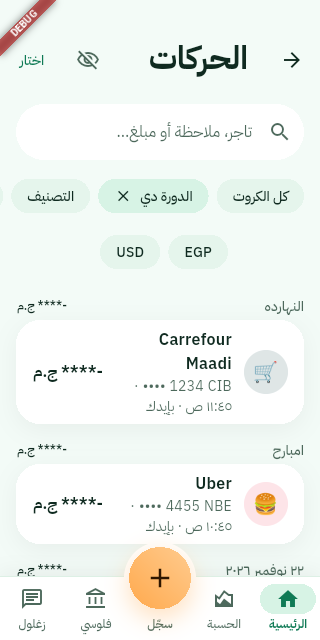 DEBUG
الحركات
اختار
تاجر، ملاحظة أو مبلغ...
كل الكروت
الدورة دي
التصنيف
EGP
USD
النهارده
-**** ج.م
Carrefour Maadi
-**** ج.م
CIB 1234 •••• ·
١١:٤٥ ص · بإيدك
امبارح
-**** ج.م
Uber
-**** ج.م
NBE 4455 •••• ·
١٠:٤٥ ص · بإيدك
٢٢ نوفمبر ٢٠٢٦
-**** ج.م
الرئيسية
الحسبة
سجّل
فلوسي
زغلول